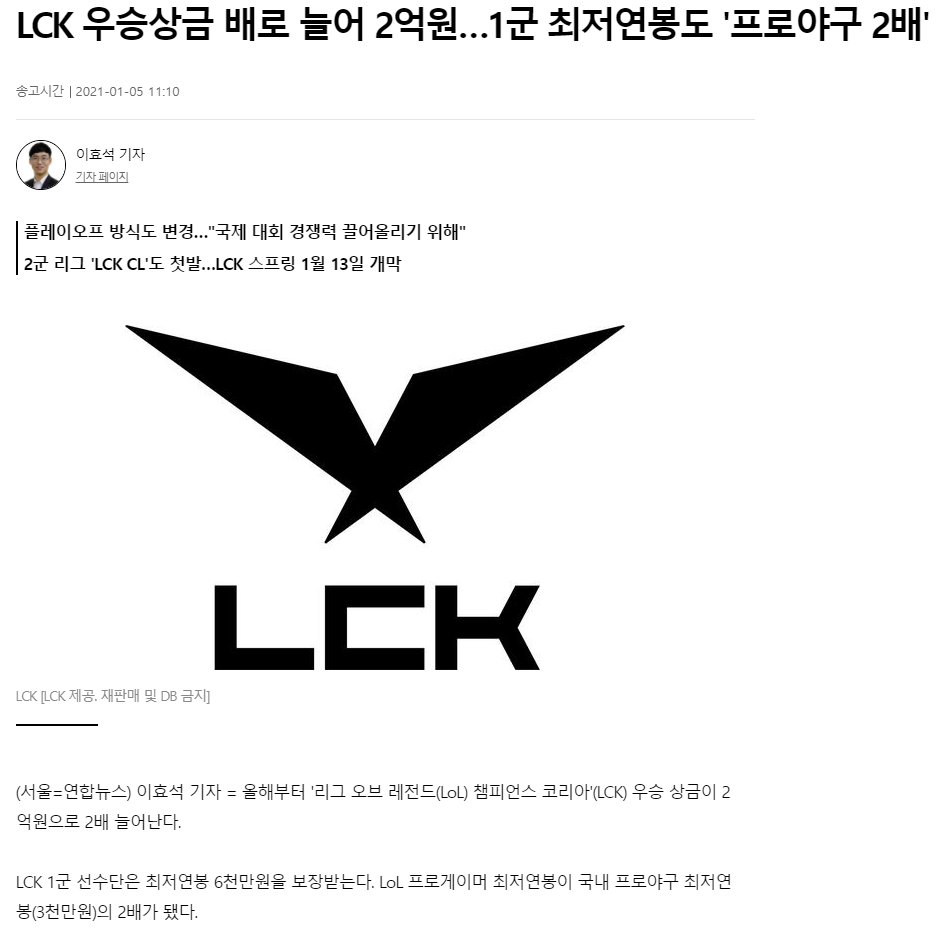 LCK 우승상금 배로 늘어 2억원…1군 최저연봉도 '프로야구 2배'
송고시간 | 2021-01-05 11:10
이효석 기자
기자 페이지
플레이오프 방식도 변경…"국제 대회 경쟁력 끌어올리기 위해"
2군 리그 'LCK CL'도 첫발…LCK 스프링 1월 13일 개막
LCK
LCK [LCK 제공. 재판매 및 DB 금지]
(서울=연합뉴스) 이효석 기자 = 올해부터 '리그 오브 레전드(LoL) 챔피언스 코리아'(LCK) 우승 상금이 2
억원으로 2배 늘어난다.
LCK 1군 선수단은 최저연봉 6천만원을 보장받는다. LoL 프로게이머 최저연봉이 국내 프로야구 최저연
봉(3천만원)의 2배가 됐다.